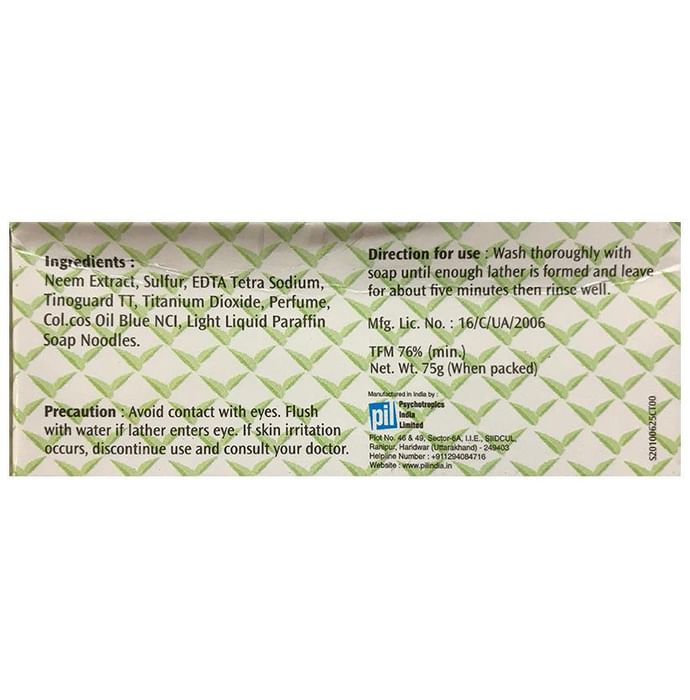 Ingredients :
Neem Extract, Sulfur, EDTA Tetra Sodium,
Tinoguard TT, Titanium Dioxide, Perfume,
Col.cos Oil Blue NCI, Light Liquid Paraffin
Soap Noodles.
Precaution : Avoid contact with eyes. Flush
with water if lather enters eye. If skin irritation
occurs, discontinue use and consult your doctor.
Direction for use : Wash thoroughly with
soap until enough lather is formed and leave
for about five minutes then rinse well.
Mfg. Lic. No. : 16/C/UA/2006
TFM 76% (min.)
Net. Wt. 75g (When packed)
Manufactured in India by :
pil
Psychotropics
India
Limited
Plot No. 46 & 49, Sector-6A, I.I.E., SIIDCUL,
Ranipur, Haridwar (Uttarakhand) - 249403
Helpline Number : +911294084716
Website : www.pilindia.in
S20100625CT00